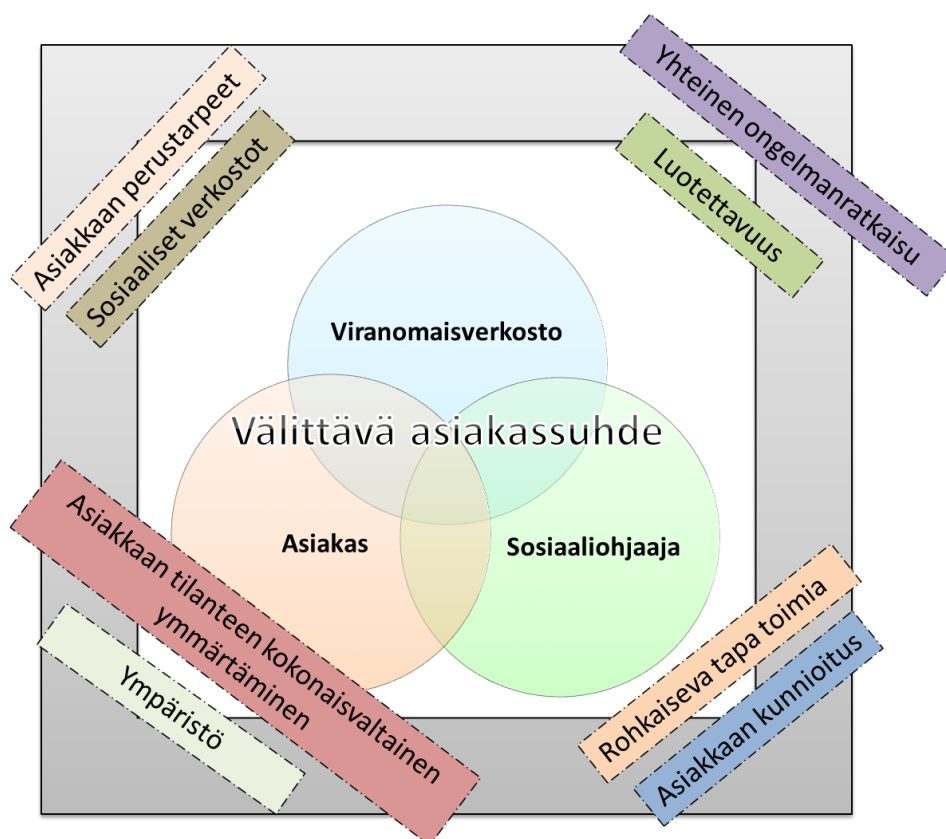 Asiakkaan perustarpeet
Sosiaaliset verkostot
Yhteinen ongelmanratkaisu
Luotettavuus
Viranomaisverkosto
Välittävä asiakassuhde
Asiakas
Sosiaaliohjaaja
Asiakkaan tilanteen kokonaisvaltainen
ymmärtäminen
Ympäristö
Rohkaiseva tapa toimia
Asiakkaan kunnioitus